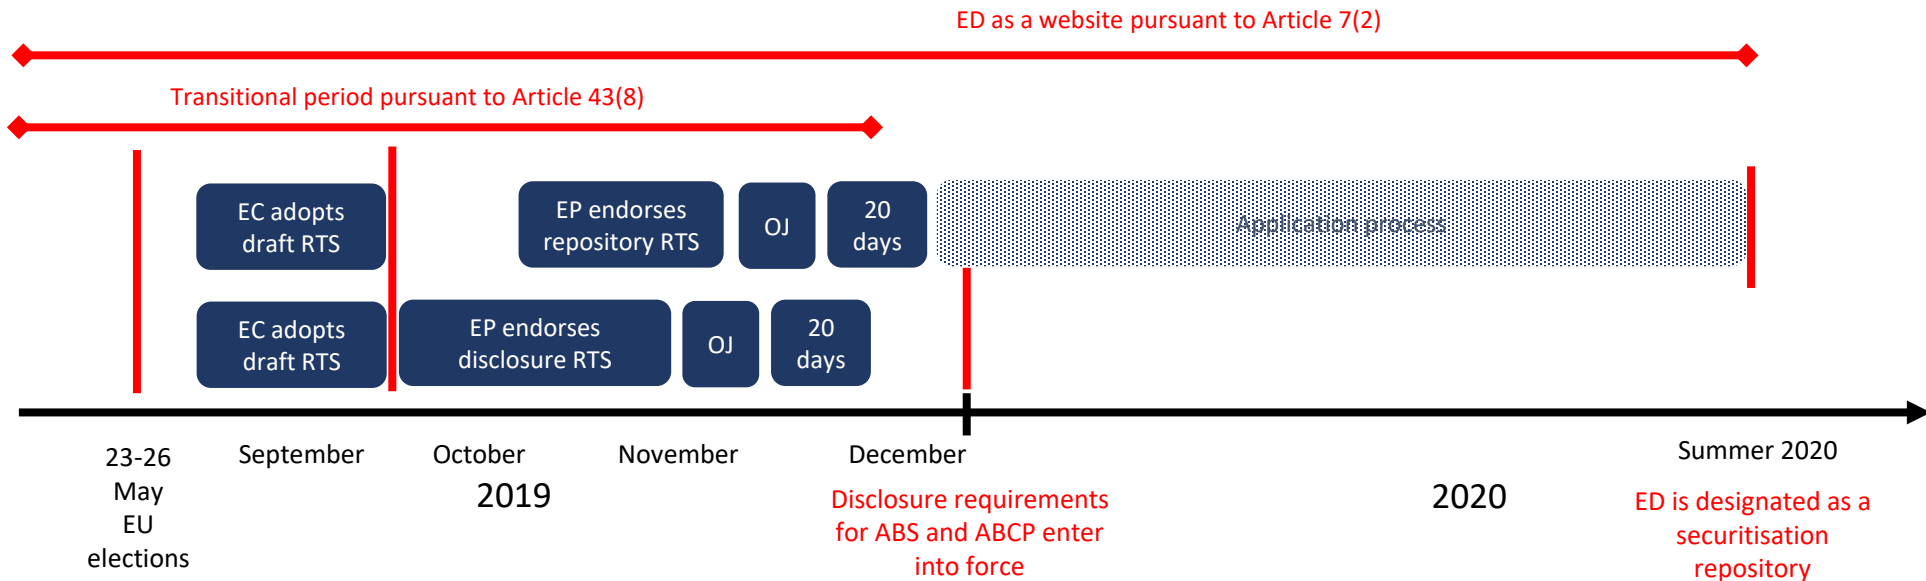 ED as a website pursuant to Article 7(2)
Transitional period pursuant to Article 43(8)
EC adopts
draft RTS
EP endorses
repository RTS
OJ
20
days
Application process
EC adopts
draft RTS
EP endorses
disclosure RTS
OJ
20
days
23-26
May
EU
elections
September
October
November
December
Summer 2020
2019
2020
Disclosure requirements
for ABS and ABCP enter
into force
ED is designated as a
securitisation
repository